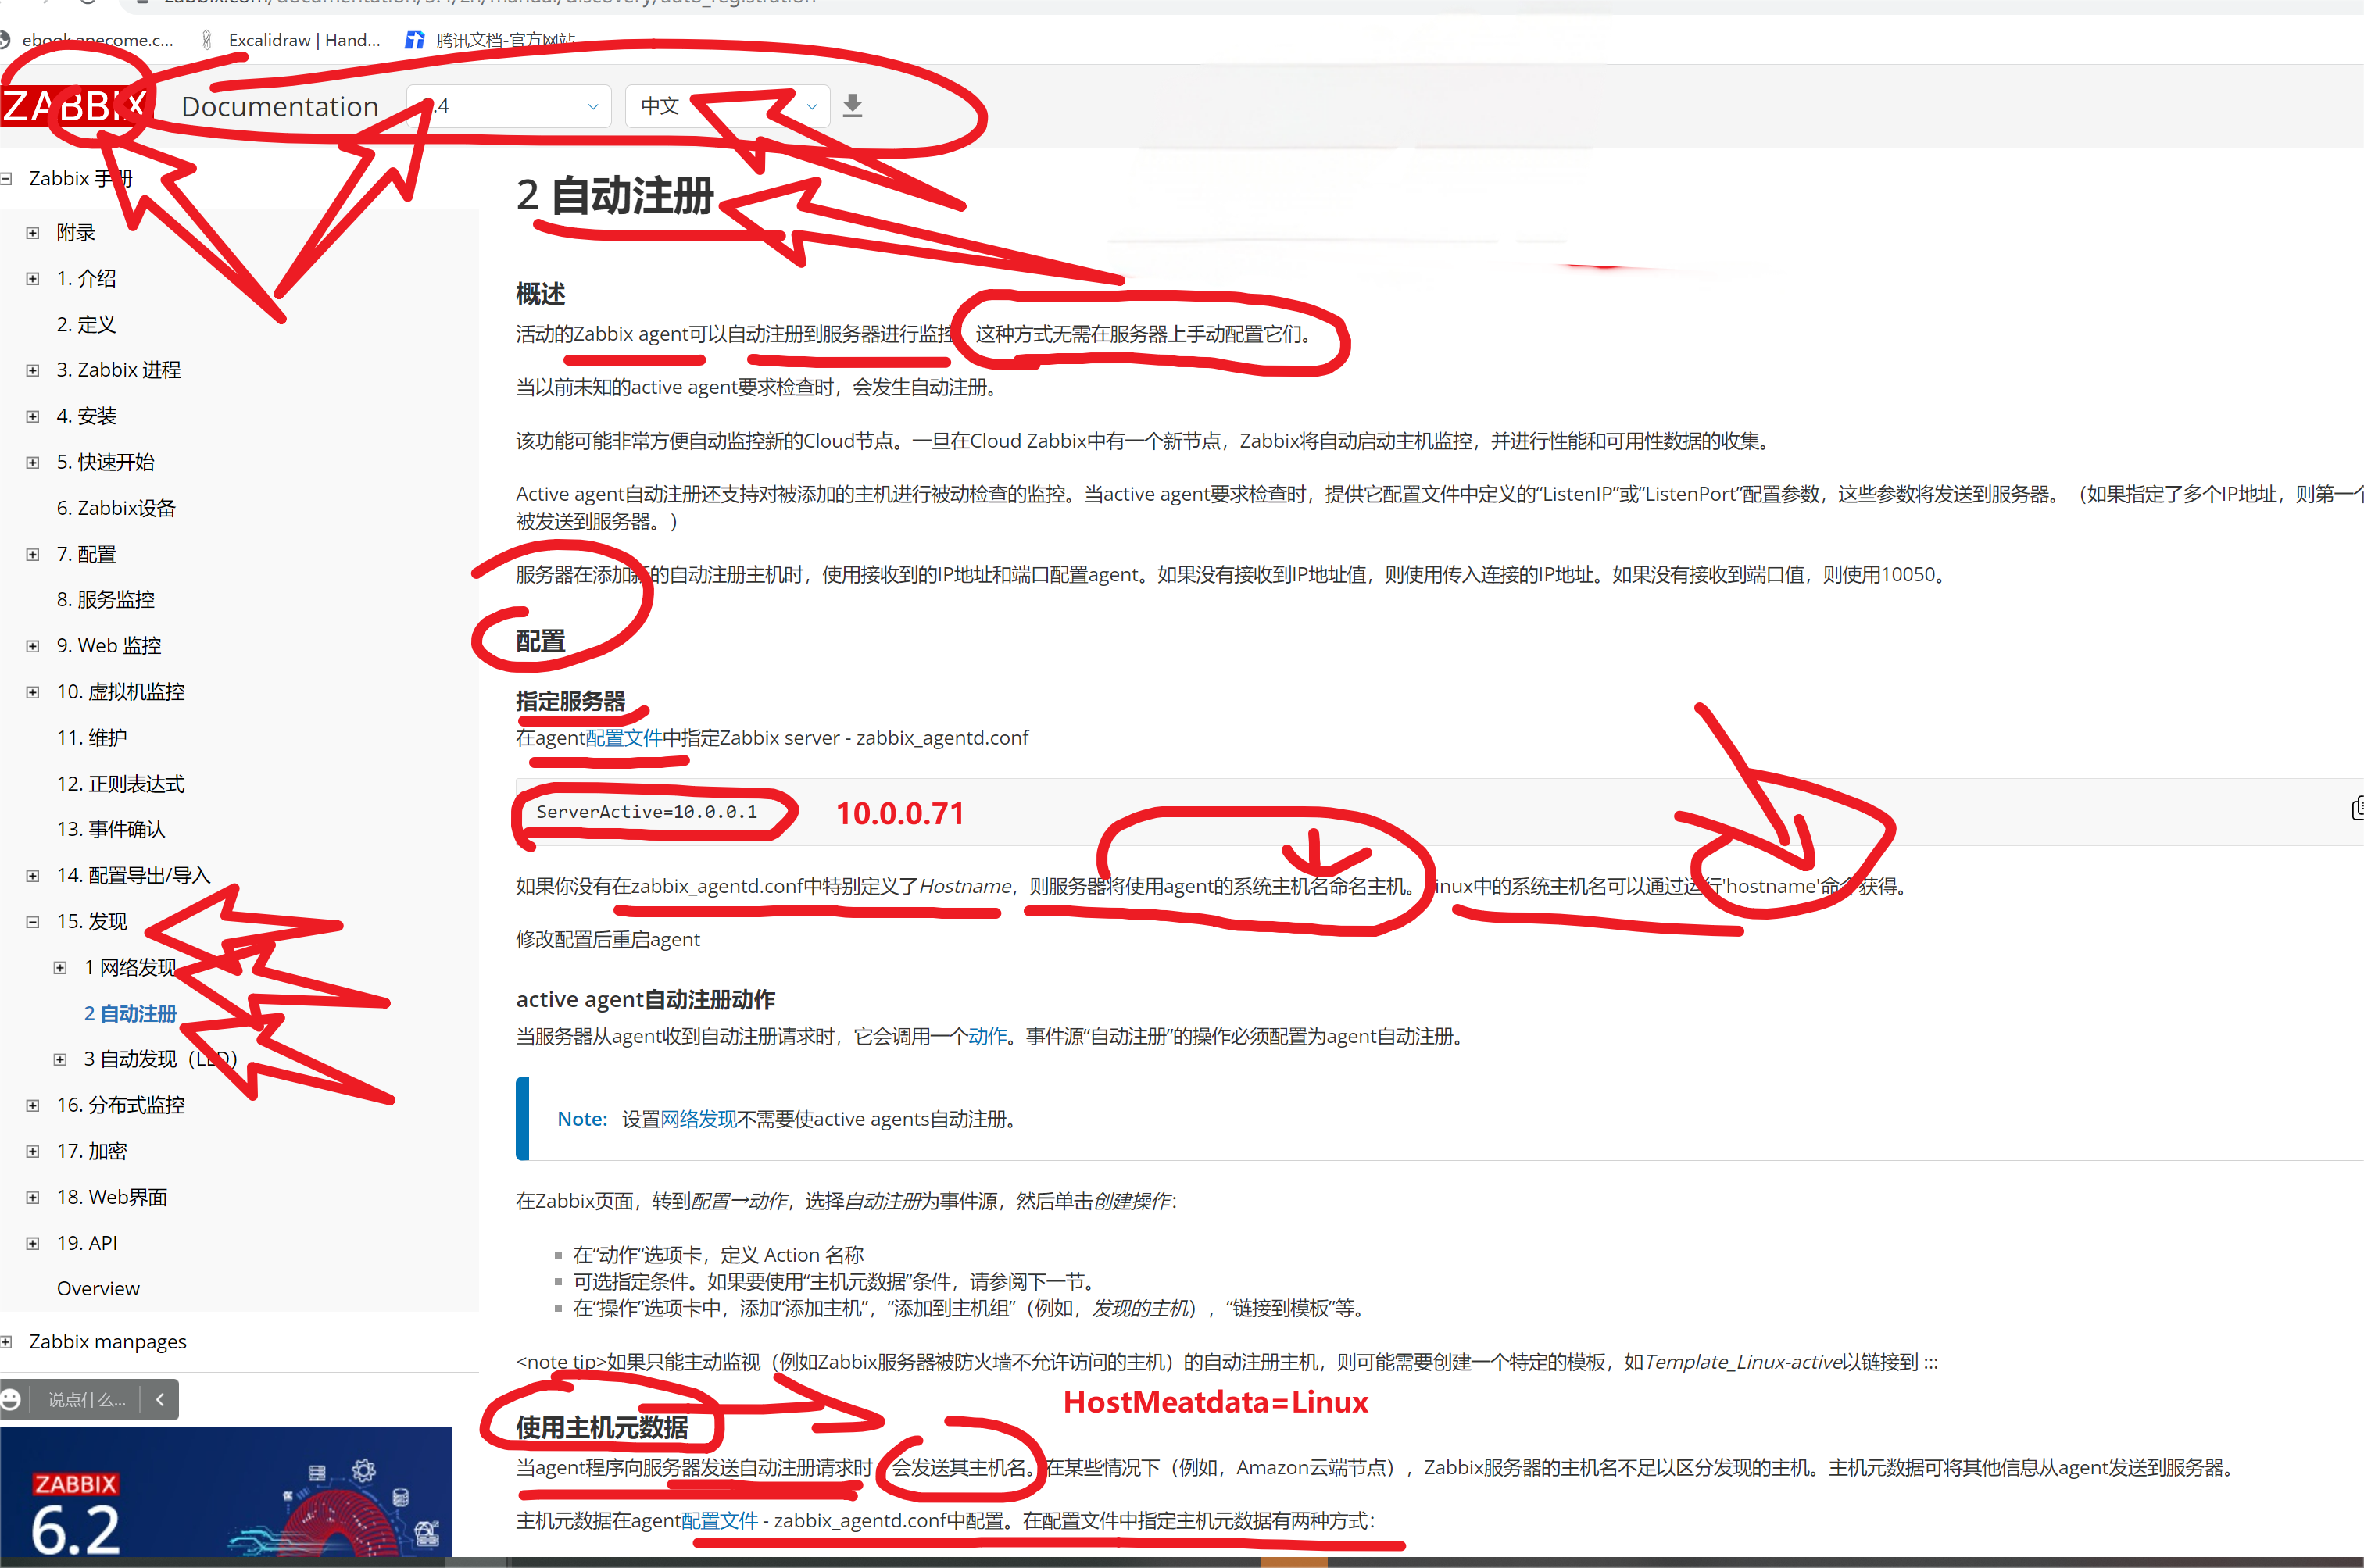 ebook.apecome.c...
Excalidraw | Hand...
腾讯文档-官方网站
ZABBIX
Documentation
.4
中文
Zabbix 手册
附录
1. 介绍
2. 定义
3. Zabbix 进程
4. 安装
5. 快速开始
6. Zabbix设备
7. 配置
8. 服务监控
9. Web 监控
10. 虚拟机监控
11. 维护
12. 正则表达式
13. 事件确认
14. 配置导出/导入
15. 发现
1 网络发现
2 自动注册
3 自动发现（LLD）
16. 分布式监控
17. 加密
18. Web界面
19. API
Overview
Zabbix manpages
说点什么...
ZABBIX
6.2
2 自动注册
概述
活动的Zabbix agent可以自动注册到服务器进行监控 这种方式无需在服务器上手动配置它们。
当以前未知的active agent要求检查时，会发生自动注册。
该功能可能非常方便自动监控新的Cloud节点。一旦在Cloud Zabbix中有一个新节点，Zabbix将自动启动主机监控，并进行性能和可用性数据的收集。
Active agent自动注册还支持对被添加的主机进行被动检查的监控。当active agent要求检查时，提供它配置文件中定义的“ListenIP”或“ListenPort”配置参数，这些参数将发送到服务器。（如果指定了多个IP地址，则第一个
被发送到服务器。）
服务器在添加新的自动注册主机时，使用接收到的IP地址和端口配置agent。如果没有接收到IP地址值，则使用传入连接的IP地址。如果没有接收到端口值，则使用10050。
配置
指定服务器
在agent配置文件中指定Zabbix server - zabbix_agentd.conf
ServerActive=10.0.0.1
10.0.0.71
如果你没有在zabbix_agentd.conf中特别定义了Hostname，则服务器将使用agent的系统主机名命名主机。inux中的系统主机名可以通过运行'hostname'命令获得。
修改配置后重启agent
active agent自动注册动作
当服务器从agent收到自动注册请求时，它会调用一个动作。事件源“自动注册”的操作必须配置为agent自动注册。
Note: 设置网络发现不需要使active agents自动注册。
在Zabbix页面，转到配置→动作，选择自动注册为事件源，然后单击创建操作：
在“动作“选项卡，定义 Action 名称
可选指定条件。如果要使用“主机元数据”条件，请参阅下一节。
在“操作”选项卡中，添加“添加主机”，“添加到主机组”（例如，发现的主机），“链接到模板”等。
<note tip>如果只能主动监视（例如Zabbix服务器被防火墙不允许访问的主机）的自动注册主机，则可能需要创建一个特定的模板，如Template_Linux-active以链接到 :::
HostMeatdata=Linux
使用主机元数据
当agent程序向服务器发送自动注册请求时 会发送其主机名。在某些情况下（例如，Amazon云端节点），Zabbix服务器的主机名不足以区分发现的主机。主机元数据可将其他信息从agent发送到服务器。
主机元数据在agent配置文件 - zabbix_agentd.conf中配置。在配置文件中指定主机元数据有两种方式：